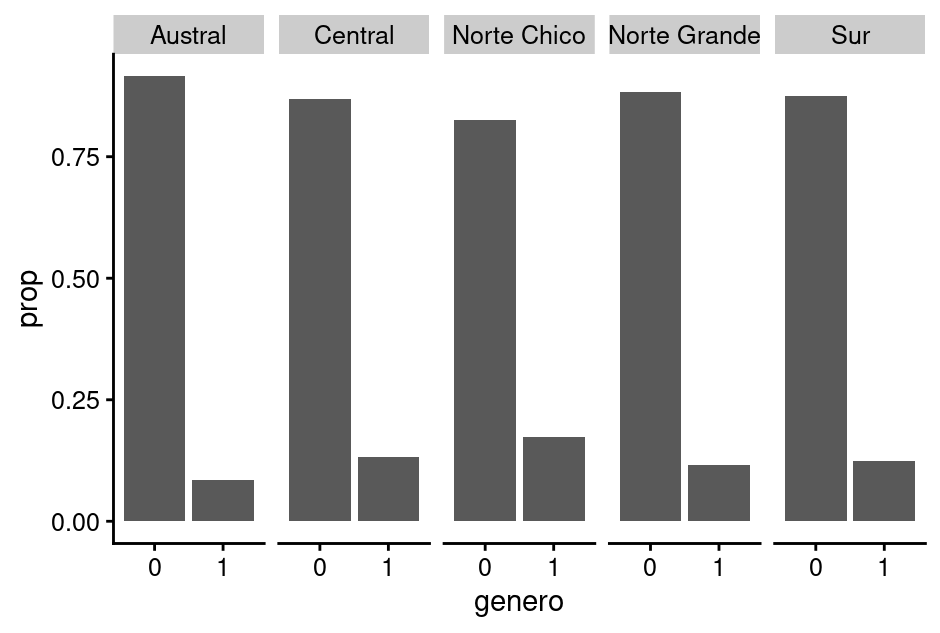 Austral Central Norte Chico Norte Grande Sur
prop
0.75
0.50
0.25
0.00
0 1 0 1 0 1 0 1 0 1
genero